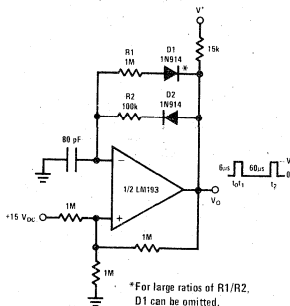 V+
15k
R1
1M
D1
1N914
*
R2
100k
D2
1N914
80 pF
−
1/2 LM193
+
VO
6µs
60µs
V
0
t0 t1
t2
+15 VDC
1M
1M
1M
*For large ratios of R1/R2,
D1 can be omitted.